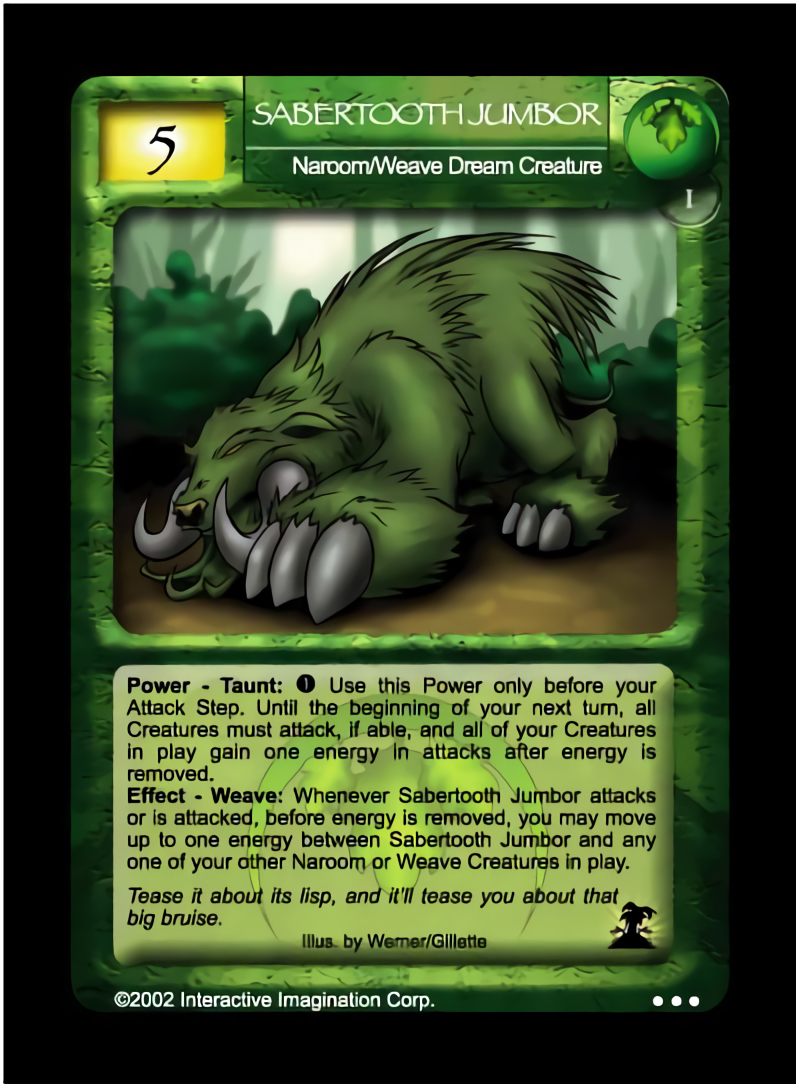 5
SABERTOOTH JUMBOR
Naroom/Weave Dream Creature
I
Power - Taunt: 1 Use this Power only before your
Attack Step. Until the beginning of your next turn, all
Creatures must attack, if able, and all of your Creatures
in play gain one energy in attacks after energy is
removed.
Effect - Weave: Whenever Sabertooth Jumbor attacks
or is attacked, before energy is removed, you may move
up to one energy between Sabertooth Jumbor and any
one of your other Naroom or Weave Creatures in play.
Tease it about its lisp, and it'll tease you about that
big bruise.
Illus. by Werner/Gillette
©2002 Interactive Imagination Corp.